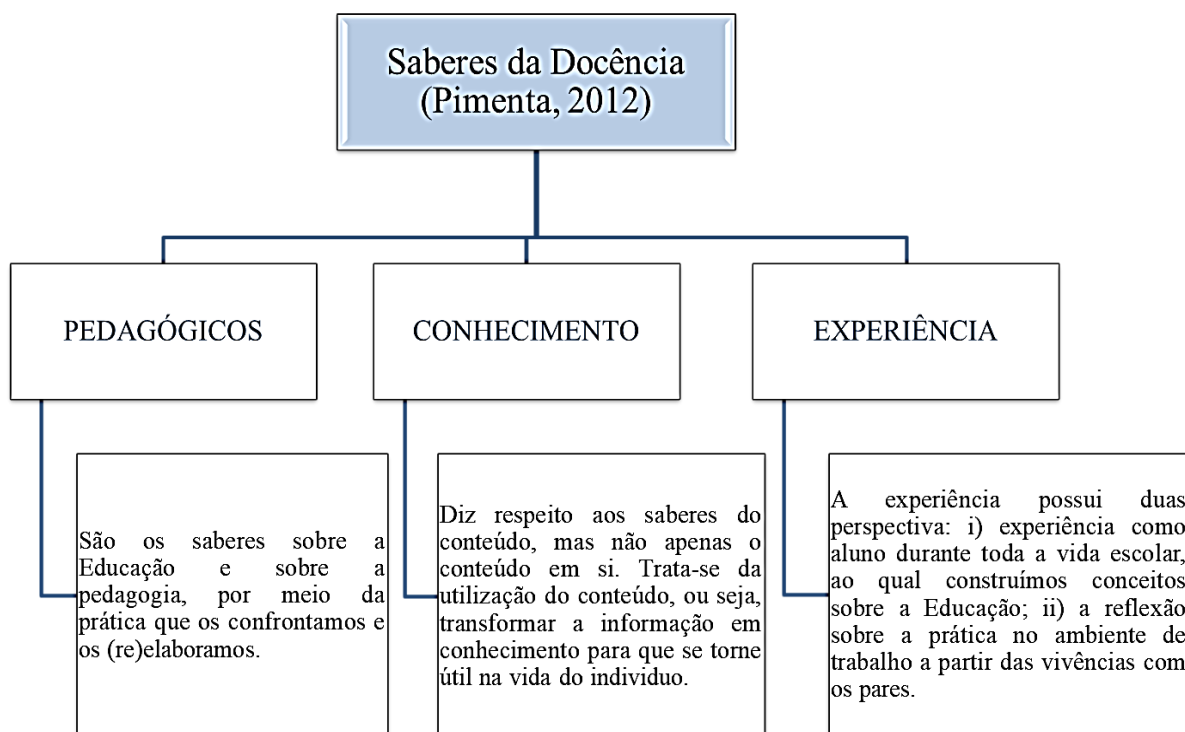 Saberes da Docência
(Pimenta, 2012)
PEDAGÓGICOS
CONHECIMENTO
EXPERIÊNCIA
São os saberes sobre a
Educação e sobre a
pedagogia, por meio da
prática que os confrontamos e
os (re)elaboramos.
Diz respeito aos saberes do
conteúdo, mas não apenas o
conteúdo em si. Trata-se da
utilização do conteúdo, ou seja,
transformar a informação em
conhecimento para que se torne
útil na vida do individuo.
A experiência possui duas
perspectiva: i) experiência como
aluno durante toda a vida escolar,
ao qual construímos conceitos
sobre a Educação; ii) a reflexão
sobre a prática no ambiente de
trabalho a partir das vivências com
os pares.